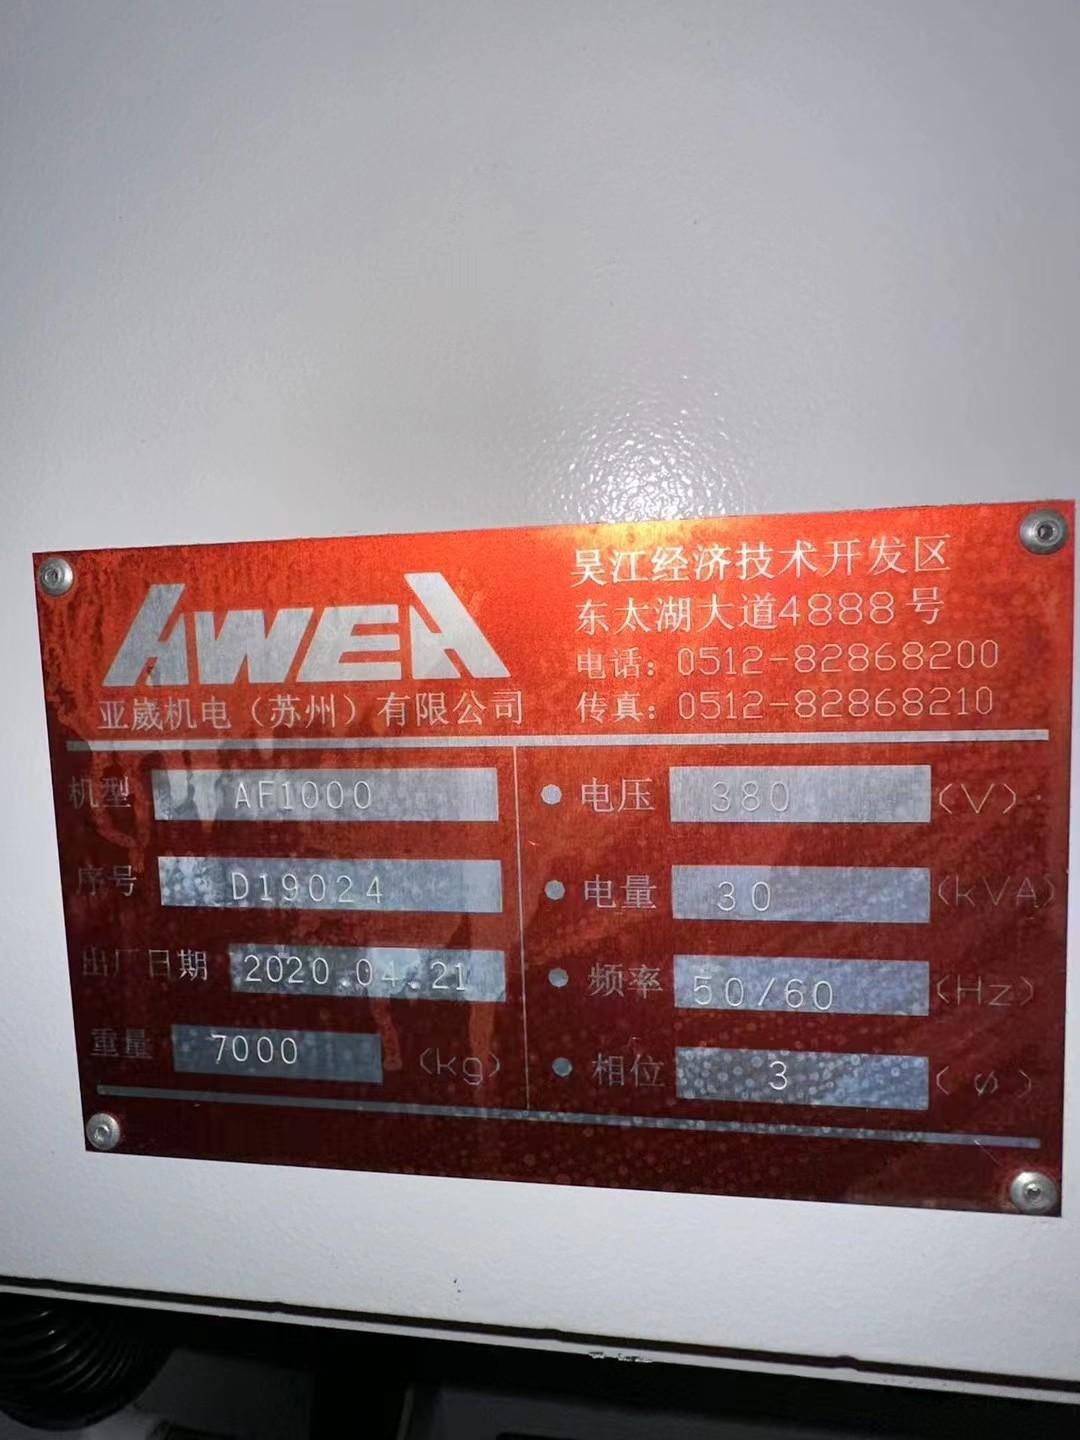 AWEA
亚崴机电（苏州）有限公司
吴江经济技术开发区
东太湖大道4888号
电话：0512-82868200
传真：0512-82868210
机型 AF1000
序号 D19024
出厂日期 2020.04.21
重量 7000 (kg)
电压 380 (V)
电量 30 (kVA)
频率 50/60 (Hz)
相位 3 (ø)